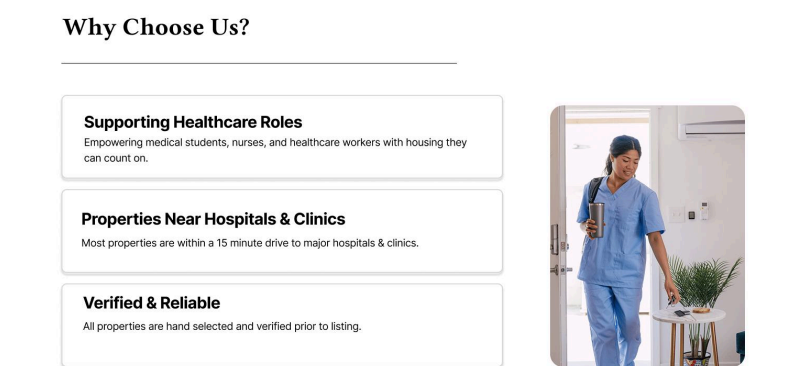 Why Choose Us?
Supporting Healthcare Roles
Empowering medical students, nurses, and healthcare workers with housing they
can count on.
Properties Near Hospitals & Clinics
Most properties are within a 15 minute drive to major hospitals & clinics.
Verified & Reliable
All properties are hand selected and verified prior to listing.